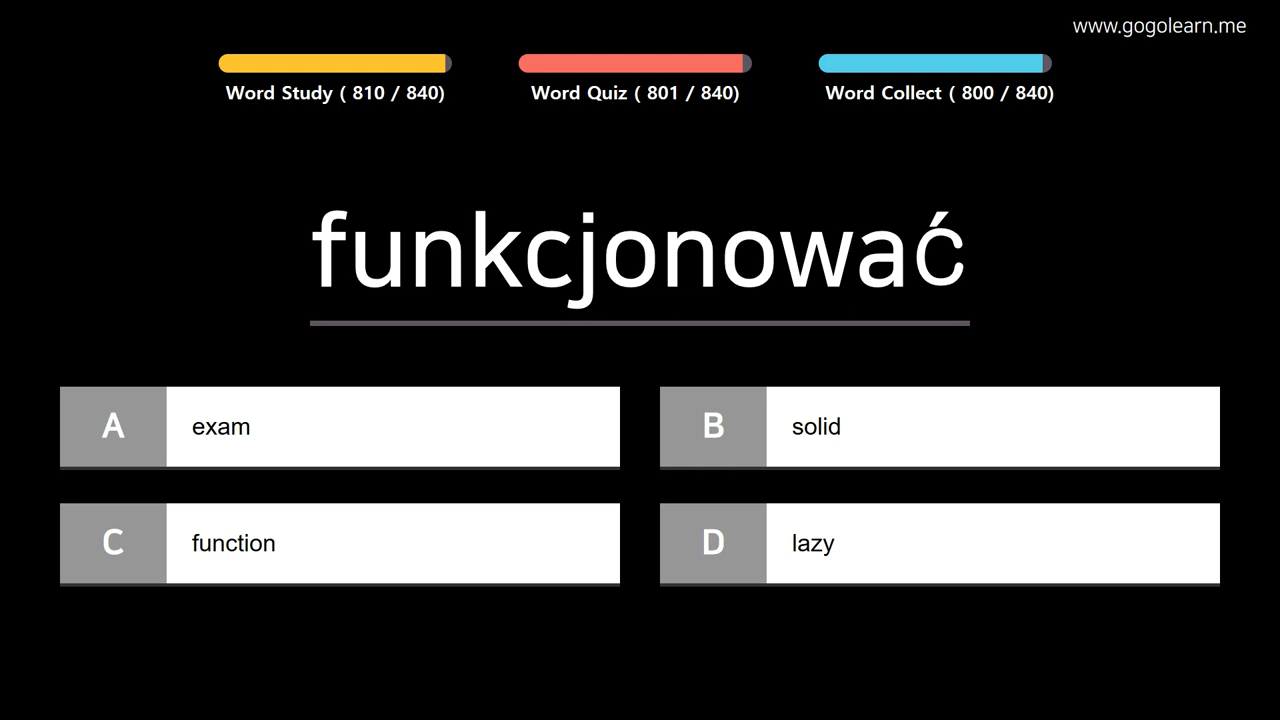 www.gogolearn.me
Word Study ( 810 / 840)
Word Quiz ( 801 / 840)
Word Collect ( 800 / 840)
funkcjonować
A
exam
B
solid
C
function
D
lazy